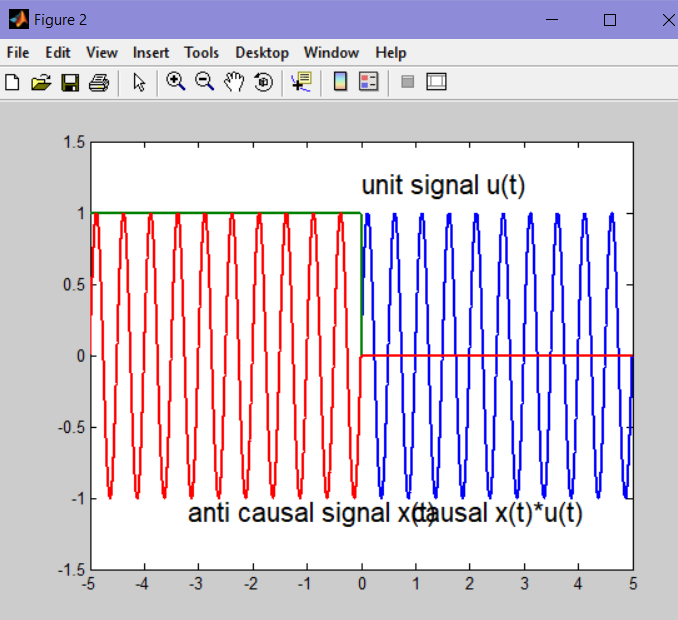 Figure 2
File Edit View Insert Tools Desktop Window Help
1.5
unit signal u(t)
1
0.5
0
-0.5
-1
anti causal signal x(t) causal x(t)*u(t)
-1.5
-5 -4 -3 -2 -1 0 1 2 3 4 5